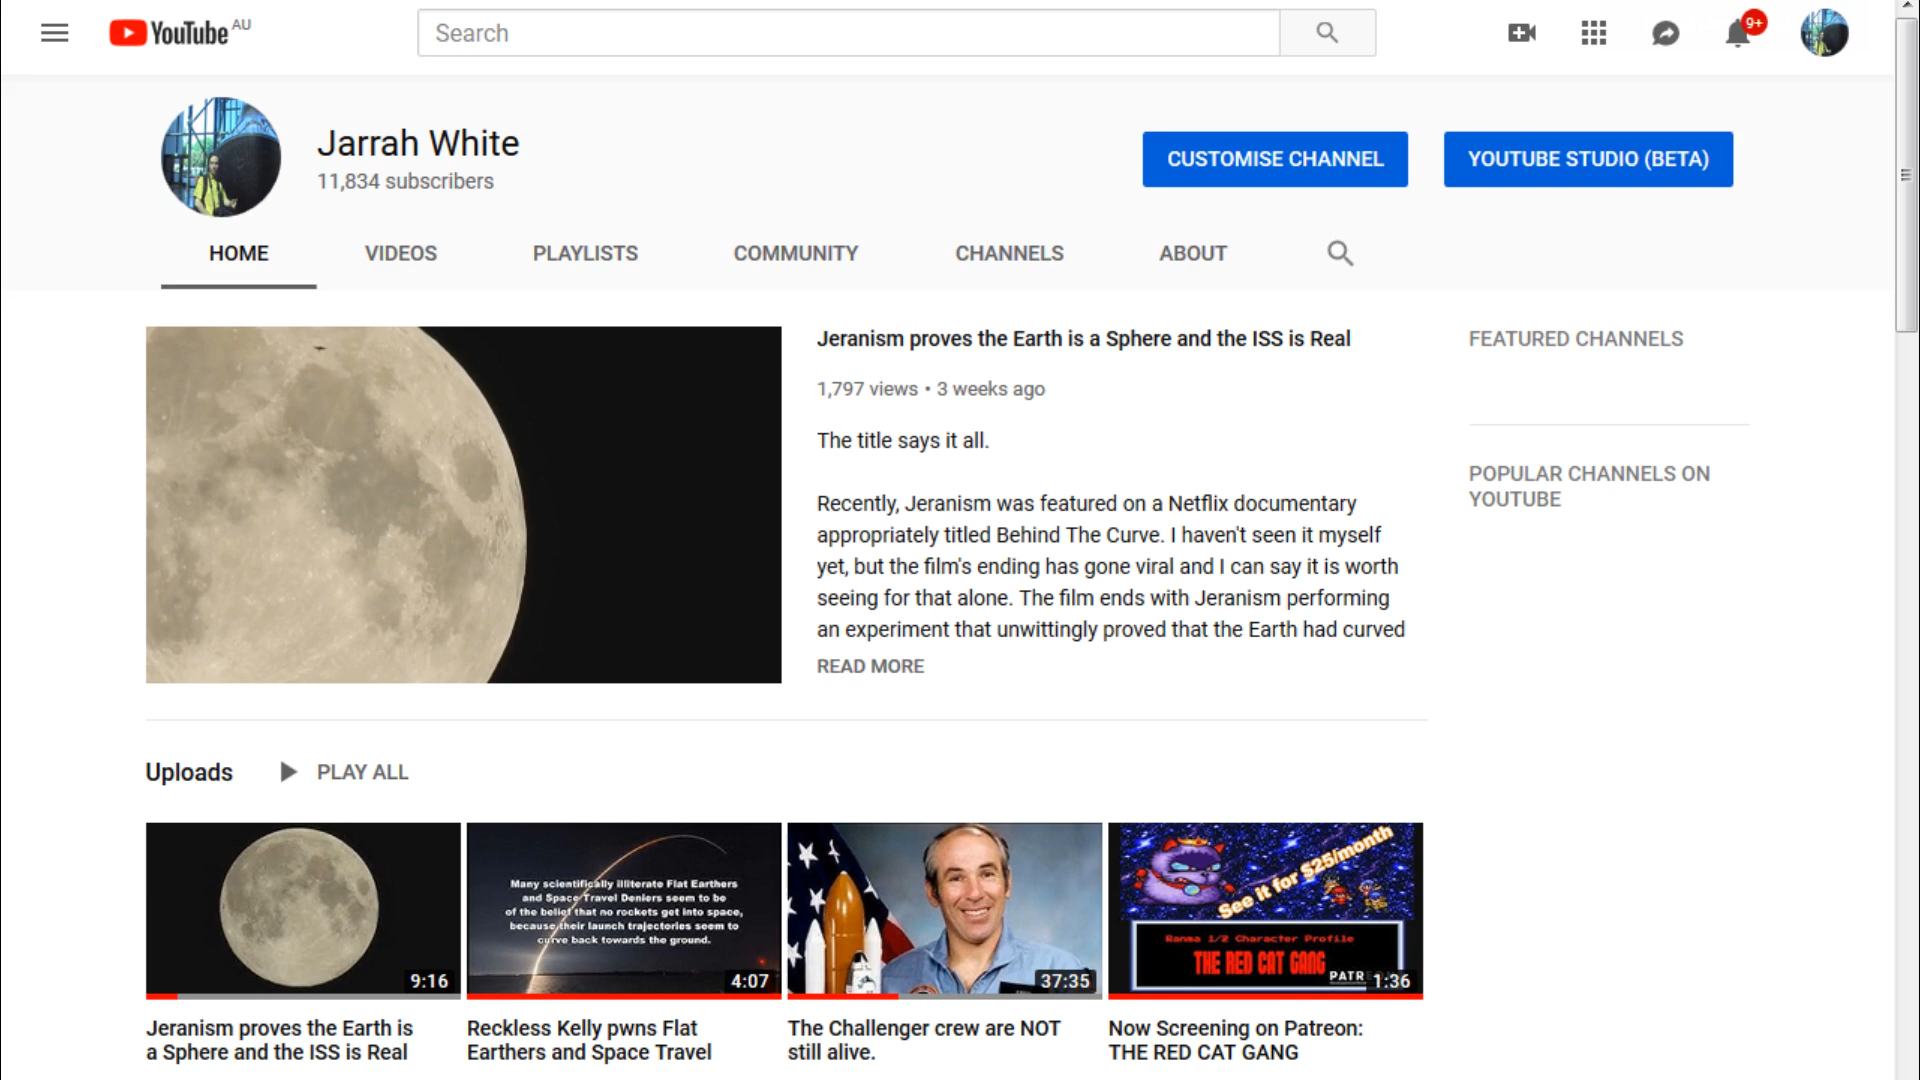 YouTube AU
Search
9+
Jarrah White
11,834 subscribers
CUSTOMISE CHANNEL
YOUTUBE STUDIO (BETA)
HOME
VIDEOS
PLAYLISTS
COMMUNITY
CHANNELS
ABOUT
Jeranism proves the Earth is a Sphere and the ISS is Real
1,797 views • 3 weeks ago
The title says it all.
Recently, Jeranism was featured on a Netflix documentary
appropriately titled Behind The Curve. I haven't seen it myself
yet, but the film's ending has gone viral and I can say it is worth
seeing for that alone. The film ends with Jeranism performing
an experiment that unwittingly proved that the Earth had curved
READ MORE
FEATURED CHANNELS
POPULAR CHANNELS ON
YOUTUBE
Uploads
PLAY ALL
9:16
Jeranism proves the Earth is
a Sphere and the ISS is Real
Many scientifically illiterate Flat Earthers
and Space Travel Deniers seem to be
of the belief that no rockets get into space,
because their launch trajectories seem to
curve back towards the ground.
4:07
Reckless Kelly pwns Flat
Earthers and Space Travel
37:35
The Challenger crew are NOT
still alive.
See it for $25/month
Ranma 1/2 Character Profile
THE RED CAT GANG
1:36
Now Screening on Patreon:
THE RED CAT GANG